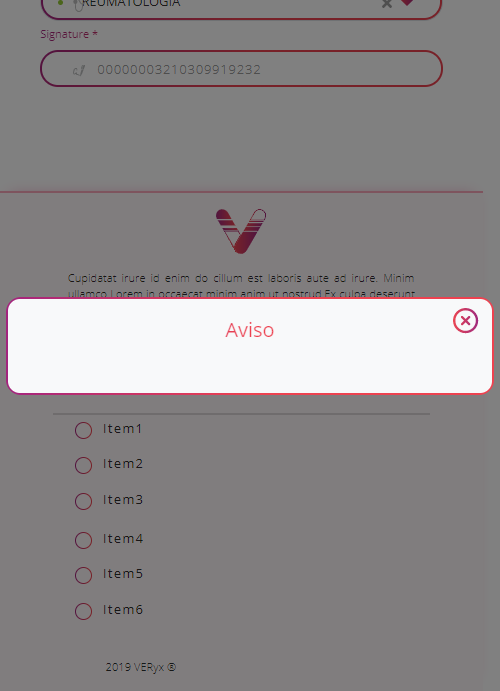 REUMATOLOGIA
Signature *
00000003210309919232
Cupidatat irure id enim do cillum est laboris aute ad irure. Minim
ullamco Lorem in occaecat minim anim ut nostrud Ex culpa deserunt
Aviso
Item1
Item2
Item3
Item4
Item5
Item6
2019 VERyx ®